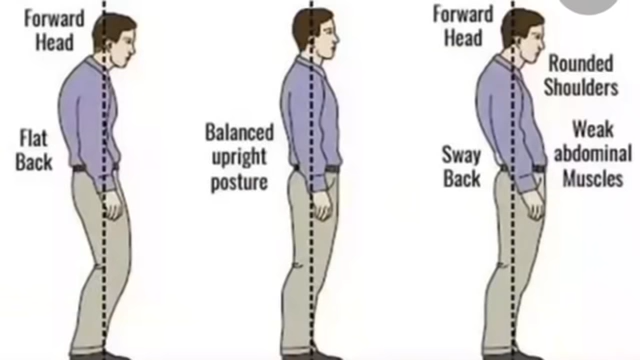 Forward
Head
Flat
Back
Balanced
upright
posture
Forward
Head
Rounded
Shoulders
Sway
Back
Weak
abdominal
Muscles